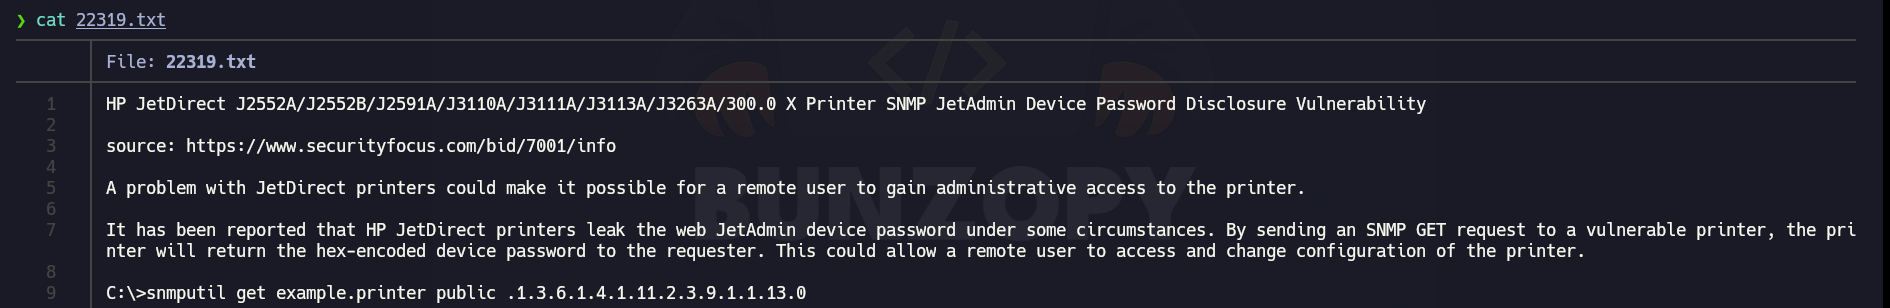 ❯ cat 22319.txt
File: 22319.txt
1 HP JetDirect J2552A/J2552B/J2591A/J3110A/J3111A/J3113A/J3263A/300.0 X Printer SNMP JetAdmin Device Password Disclosure Vulnerability
2
3 source: https://www.securityfocus.com/bid/7001/info
4
5 A problem with JetDirect printers could make it possible for a remote user to gain administrative access to the printer.
6
7 It has been reported that HP JetDirect printers leak the web JetAdmin device password under some circumstances. By sending an SNMP GET request to a vulnerable printer, the pri
nter will return the hex-encoded device password to the requester. This could allow a remote user to access and change configuration of the printer.
8
9 C:\>snmputil get example.printer public .1.3.6.1.4.1.11.2.3.9.1.1.13.0
</>
BUNZOPY